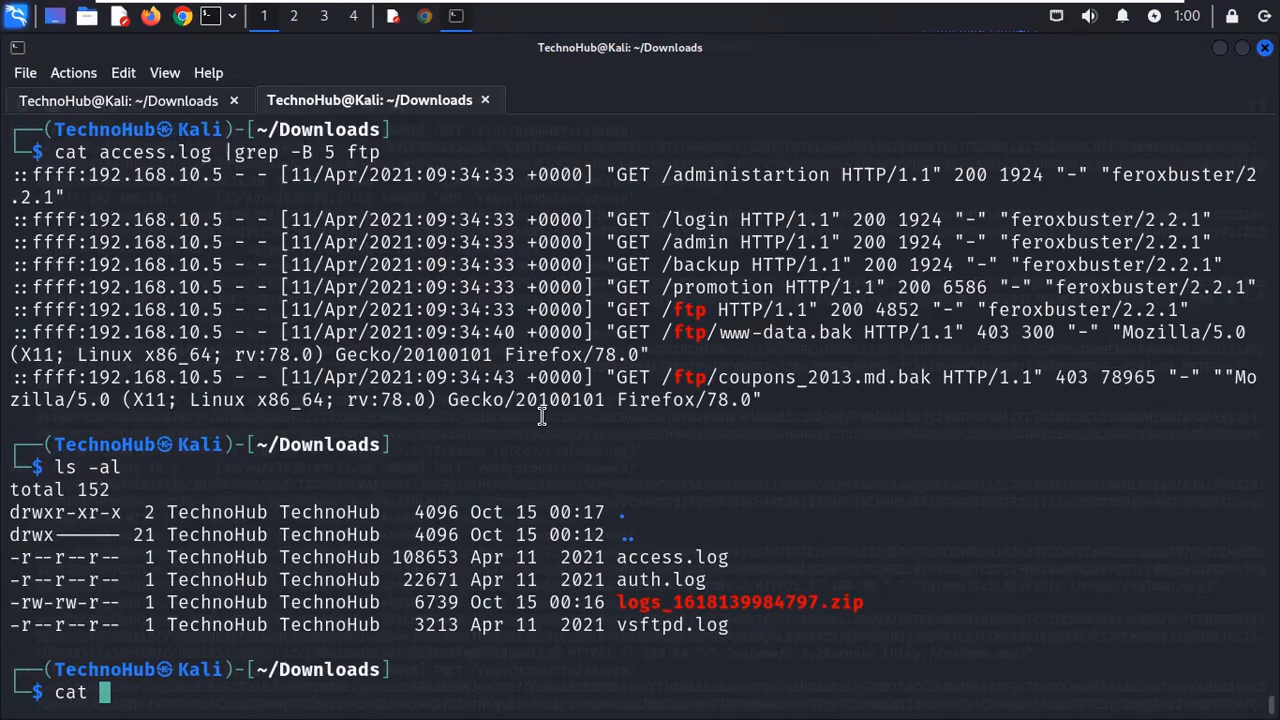 1 2 3 4 1:00
TechnoHub@Kali: ~/Downloads
File Actions Edit View Help
TechnoHub@Kali: ~/Downloads × TechnoHub@Kali: ~/Downloads ×
┌──(TechnoHub㉿Kali)-[~/Downloads]
└─$ cat access.log |grep -B 5 ftp
::ffff:192.168.10.5 - - [11/Apr/2021:09:34:33 +0000] "GET /administartion HTTP/1.1" 200 1924 "-" "feroxbuster/2
.2.1"
::ffff:192.168.10.5 - - [11/Apr/2021:09:34:33 +0000] "GET /login HTTP/1.1" 200 1924 "-" "feroxbuster/2.2.1"
::ffff:192.168.10.5 - - [11/Apr/2021:09:34:33 +0000] "GET /admin HTTP/1.1" 200 1924 "-" "feroxbuster/2.2.1"
::ffff:192.168.10.5 - - [11/Apr/2021:09:34:33 +0000] "GET /backup HTTP/1.1" 200 1924 "-" "feroxbuster/2.2.1"
::ffff:192.168.10.5 - - [11/Apr/2021:09:34:33 +0000] "GET /promotion HTTP/1.1" 200 6586 "-" "feroxbuster/2.2.1"
::ffff:192.168.10.5 - - [11/Apr/2021:09:34:33 +0000] "GET /ftp HTTP/1.1" 200 4852 "-" "feroxbuster/2.2.1"
::ffff:192.168.10.5 - - [11/Apr/2021:09:34:40 +0000] "GET /ftp/www-data.bak HTTP/1.1" 403 300 "-" "Mozilla/5.0
(X11; Linux x86_64; rv:78.0) Gecko/20100101 Firefox/78.0"
::ffff:192.168.10.5 - - [11/Apr/2021:09:34:43 +0000] "GET /ftp/coupons_2013.md.bak HTTP/1.1" 403 78965 "-" ""Mo
zilla/5.0 (X11; Linux x86_64; rv:78.0) Gecko/20100101 Firefox/78.0"
┌──(TechnoHub㉿Kali)-[~/Downloads]
└─$ ls -al
total 152
drwxr-xr-x 2 TechnoHub TechnoHub 4096 Oct 15 00:17 .
drwx------ 21 TechnoHub TechnoHub 4096 Oct 15 00:12 ..
-r--r--r-- 1 TechnoHub TechnoHub 108653 Apr 11 2021 access.log
-r--r--r-- 1 TechnoHub TechnoHub 22671 Apr 11 2021 auth.log
-rw-rw-r-- 1 TechnoHub TechnoHub 6739 Oct 15 00:16 logs_1618139984797.zip
-r--r--r-- 1 TechnoHub TechnoHub 3213 Apr 11 2021 vsftpd.log
┌──(TechnoHub㉿Kali)-[~/Downloads]
└─$ cat